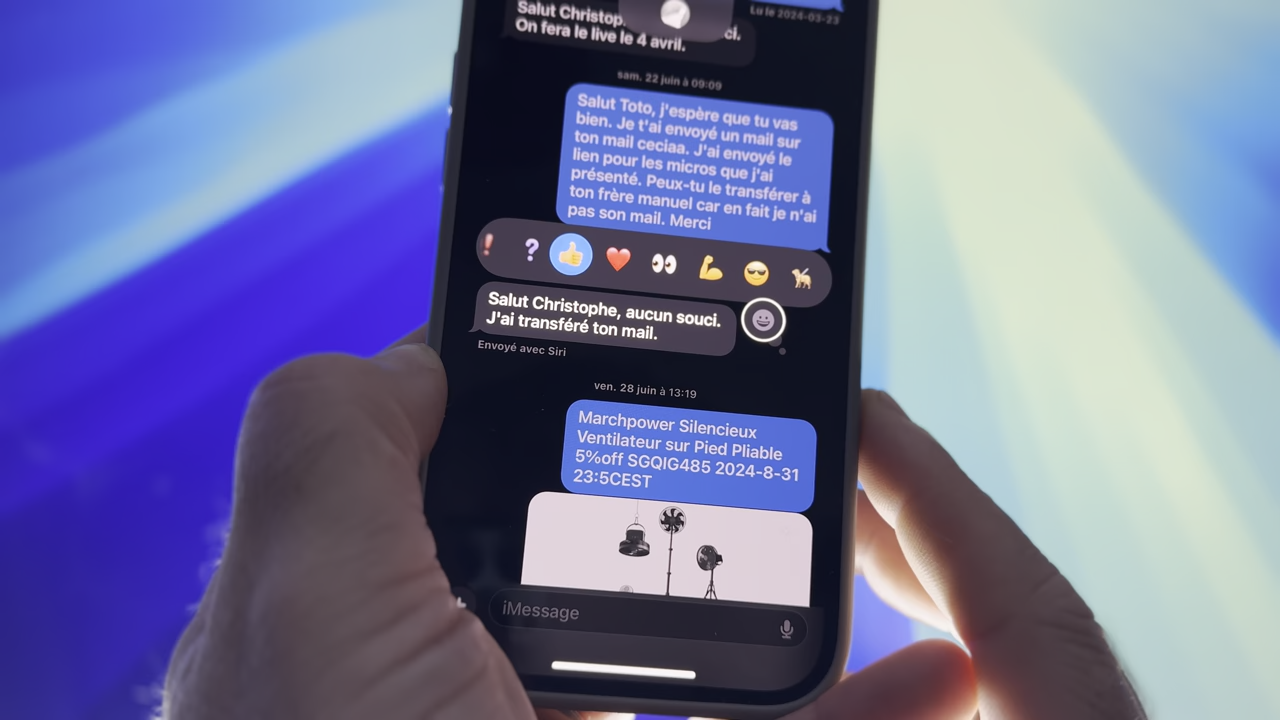 Lu le 2024-03-23
Salut Christop ci.
On fera le live le 4 avril.
sam. 22 juin à 09:09
Salut Toto, j'espère que tu vas
bien. Je t'ai envoyé un mail sur
ton mail ceciaa. J'ai envoyé le
lien pour les micros que j'ai
présenté. Peux-tu le transférer à
ton frère manuel car en fait je n'ai
pas son mail. Merci
Salut Christophe, aucun souci.
J'ai transféré ton mail.
Envoyé avec Siri
ven. 28 juin à 13:19
Marchpower Silencieux
Ventilateur sur Pied Pliable
5%off SGQIG485 2024-8-31
23:5CEST
iMessage